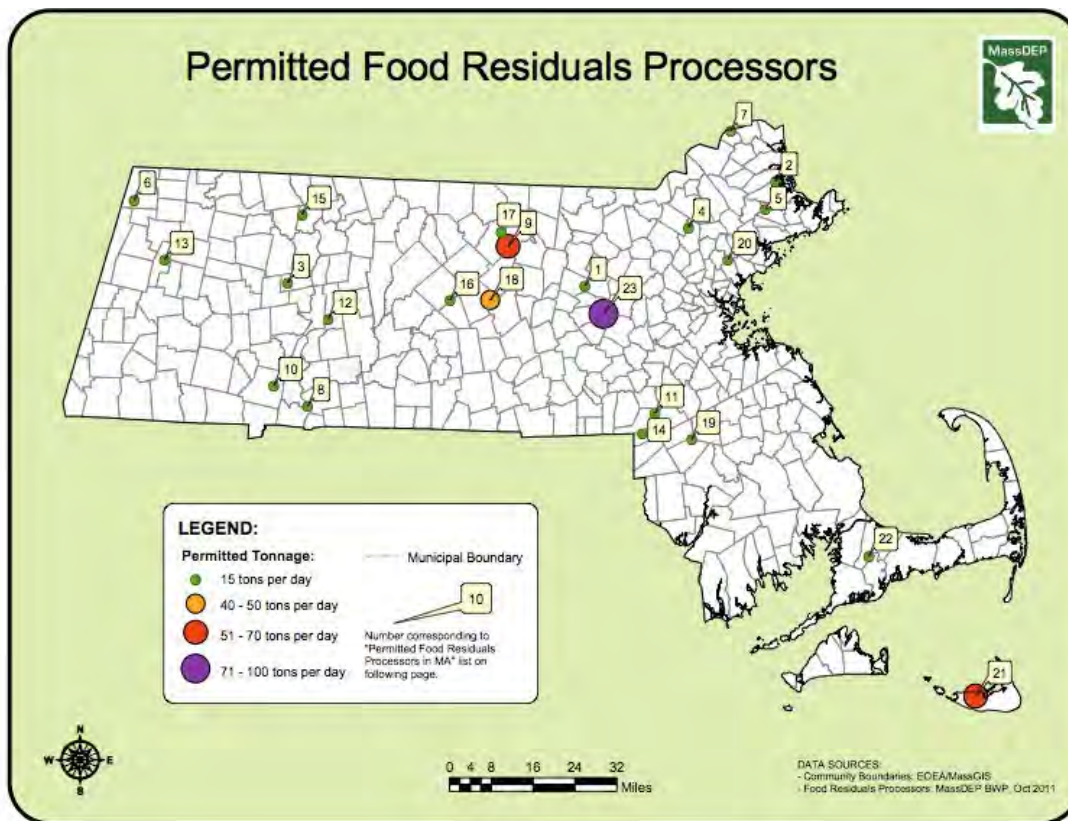 Permitted Food Residuals Processors
MassDEP
7
2
6
15
17
9
4
5
13
20
3
1
16
18
23
12
10
8
11
14
19
22
21
LEGEND:
Permitted Tonnage:
15 tons per day
40 - 50 tons per day
51 - 70 tons per day
71 - 100 tons per day
Municipal Boundary
10
Number corresponding to
"Permitted Food Residuals
Processors in MA" list on
following page.
N
W E
S
0 4 8 16 24 32
Miles
DATA SOURCES:
- Community Boundaries: EOEA/MassGIS
- Food Residuals Processors: MassDEP BWP, Oct 2011